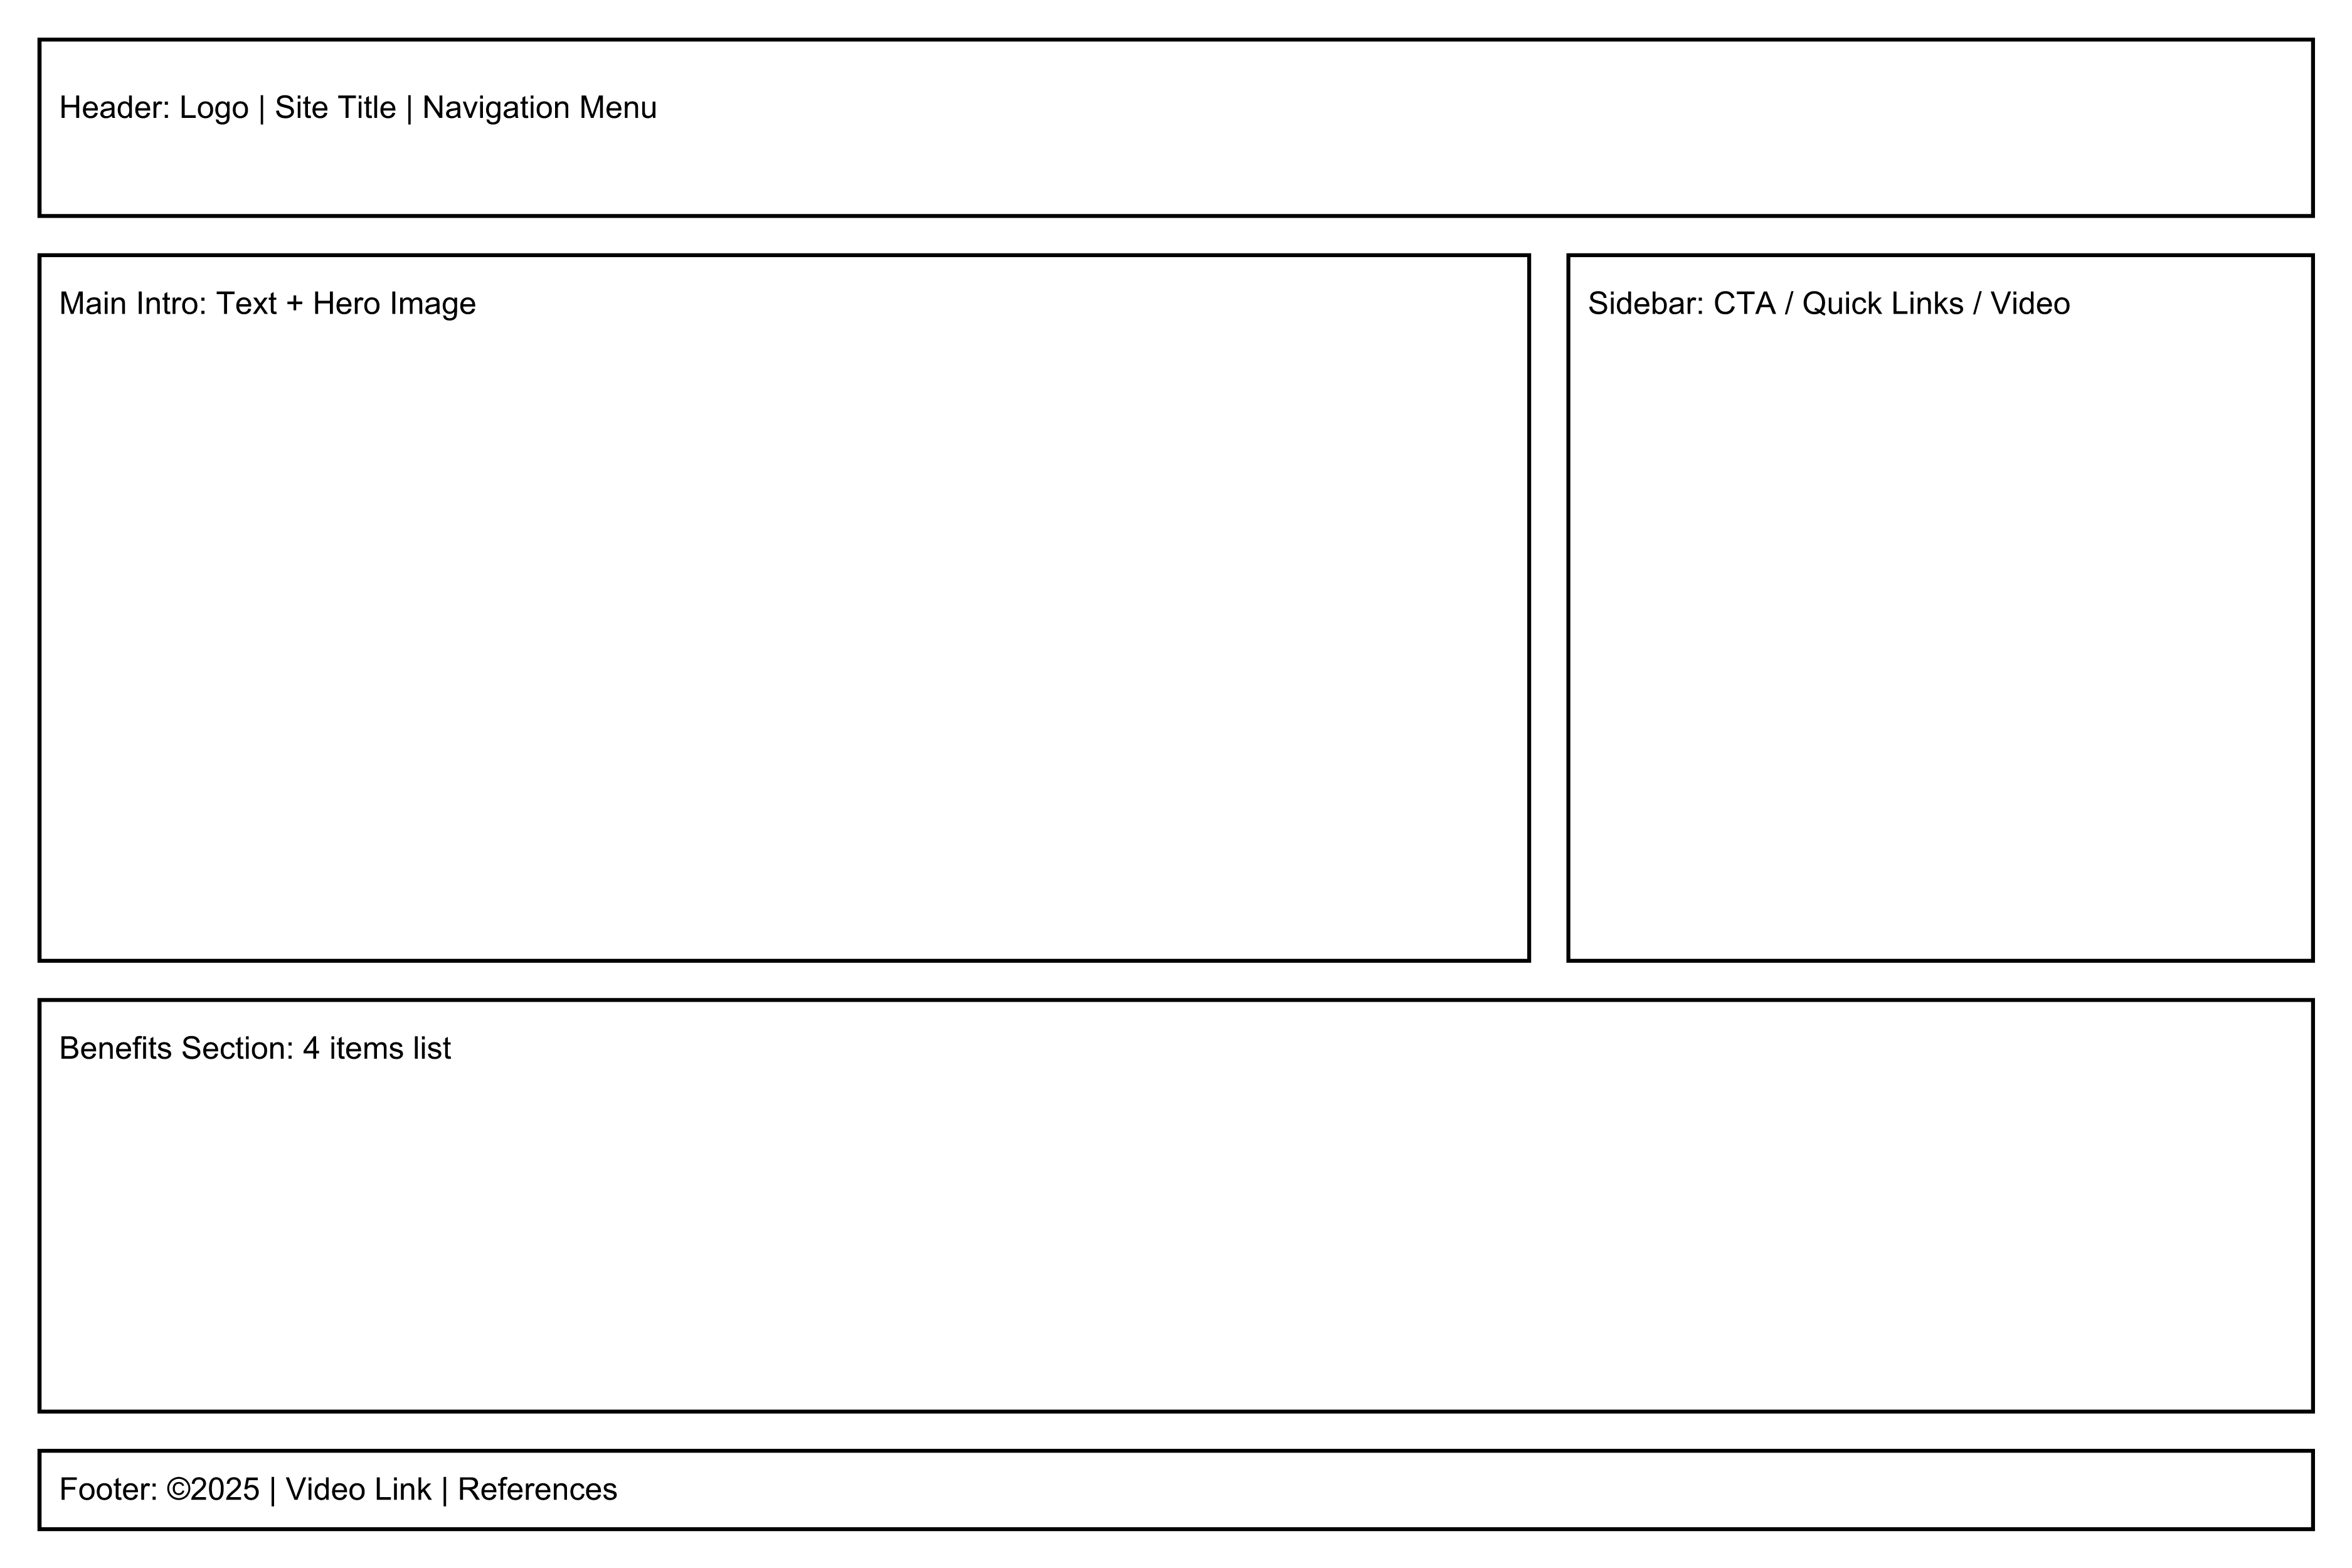 Header: Logo | Site Title | Navigation Menu
Main Intro: Text + Hero Image
Sidebar: CTA / Quick Links / Video
Benefits Section: 4 items list
Footer: ©2025 | Video Link | References